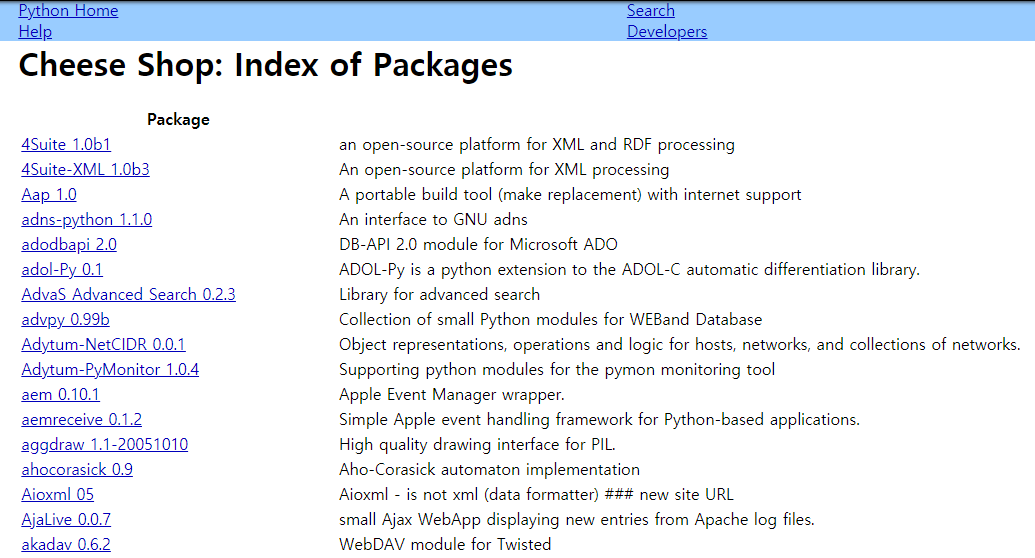 Python Home Search
Help Developers
Cheese Shop: Index of Packages
Package
4Suite 1.0b1 an open-source platform for XML and RDF processing
4Suite-XML 1.0b3 An open-source platform for XML processing
Aap 1.0 A portable build tool (make replacement) with internet support
adns-python 1.1.0 An interface to GNU adns
adodbapi 2.0 DB-API 2.0 module for Microsoft ADO
adol-Py 0.1 ADOL-Py is a python extension to the ADOL-C automatic differentiation library.
AdvaS Advanced Search 0.2.3 Library for advanced search
advpy 0.99b Collection of small Python modules for WEBand Database
Adytum-NetCIDR 0.0.1 Object representations, operations and logic for hosts, networks, and collections of networks.
Adytum-PyMonitor 1.0.4 Supporting python modules for the pymon monitoring tool
aem 0.10.1 Apple Event Manager wrapper.
aemreceive 0.1.2 Simple Apple event handling framework for Python-based applications.
aggdraw 1.1-20051010 High quality drawing interface for PIL.
ahocorasick 0.9 Aho-Corasick automaton implementation
Aioxml 05 Aioxml - is not xml (data formatter) ### new site URL
AjaLive 0.0.7 small Ajax WebApp displaying new entries from Apache log files.
akadav 0.6.2 WebDAV module for Twisted